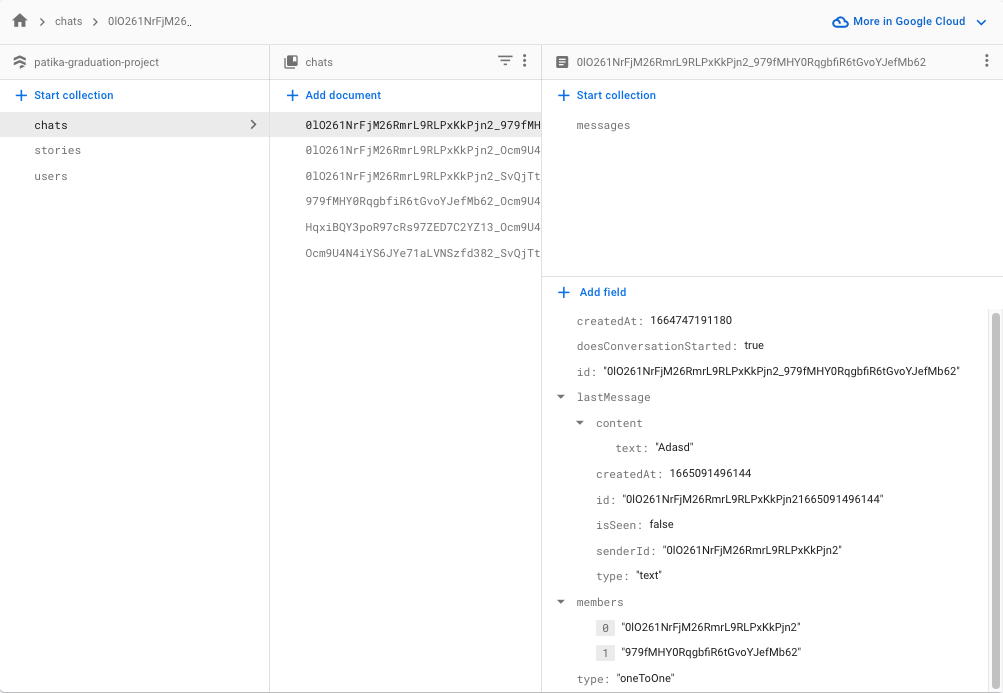 chats
0lO261NrFjM26..
More in Google Cloud
patika-graduation-project
chats
0lO261NrFjM26RmrL9RLPxKkPjn2_979fMHY0RqgbfiR6tGvoYJefMb62
Start collection
Add document
Start collection
chats
stories
users
0lO261NrFjM26RmrL9RLPxKkPjn2_979fMH
0lO261NrFjM26RmrL9RLPxKkPjn2_Ocm9U4
0lO261NrFjM26RmrL9RLPxKkPjn2_SvQjTt
979fMHY0RqgbfiR6tGvoYJefMb62_Ocm9U4
HqxiBQY3poR97cRs97ZED7C2YZ13_Ocm9U4
Ocm9U4N4iYS6JYe71aLVNSzfd382_SvQjTt
messages
Add field
createdAt: 1664747191180
doesConversationStarted: true
id: "0lO261NrFjM26RmrL9RLPxKkPjn2_979fMHY0RqgbfiR6tGvoYJefMb62"
lastMessage
content
text: "Adasd"
createdAt: 1665091496144
id: "0lO261NrFjM26RmrL9RLPxKkPjn21665091496144"
isSeen: false
senderId: "0lO261NrFjM26RmrL9RLPxKkPjn2"
type: "text"
members
0 "0lO261NrFjM26RmrL9RLPxKkPjn2"
1 "979fMHY0RqgbfiR6tGvoYJefMb62"
type: "oneToOne"